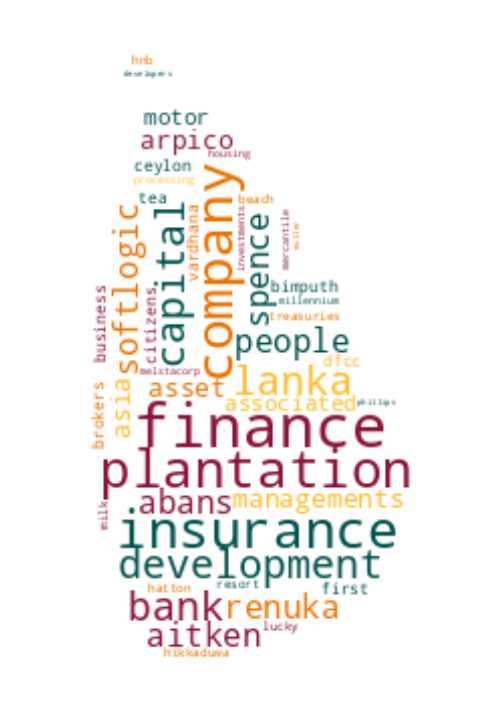 hnb
developers
motor
arpico
housing
ceylon
processing
company
tea
beach
capital
softlogic
vardhana
investments
spence
mercantile
muller
business
citizens
bimputh
millennium
treasuries
people
dfcc
melstacorp
asset
lanka
asia
associated
phillips
brokers
finance
plantation
milk
abans
managements
insurance
development
hatton
resort
first
bank
renuka
aitken
lucky
hikkaduwa